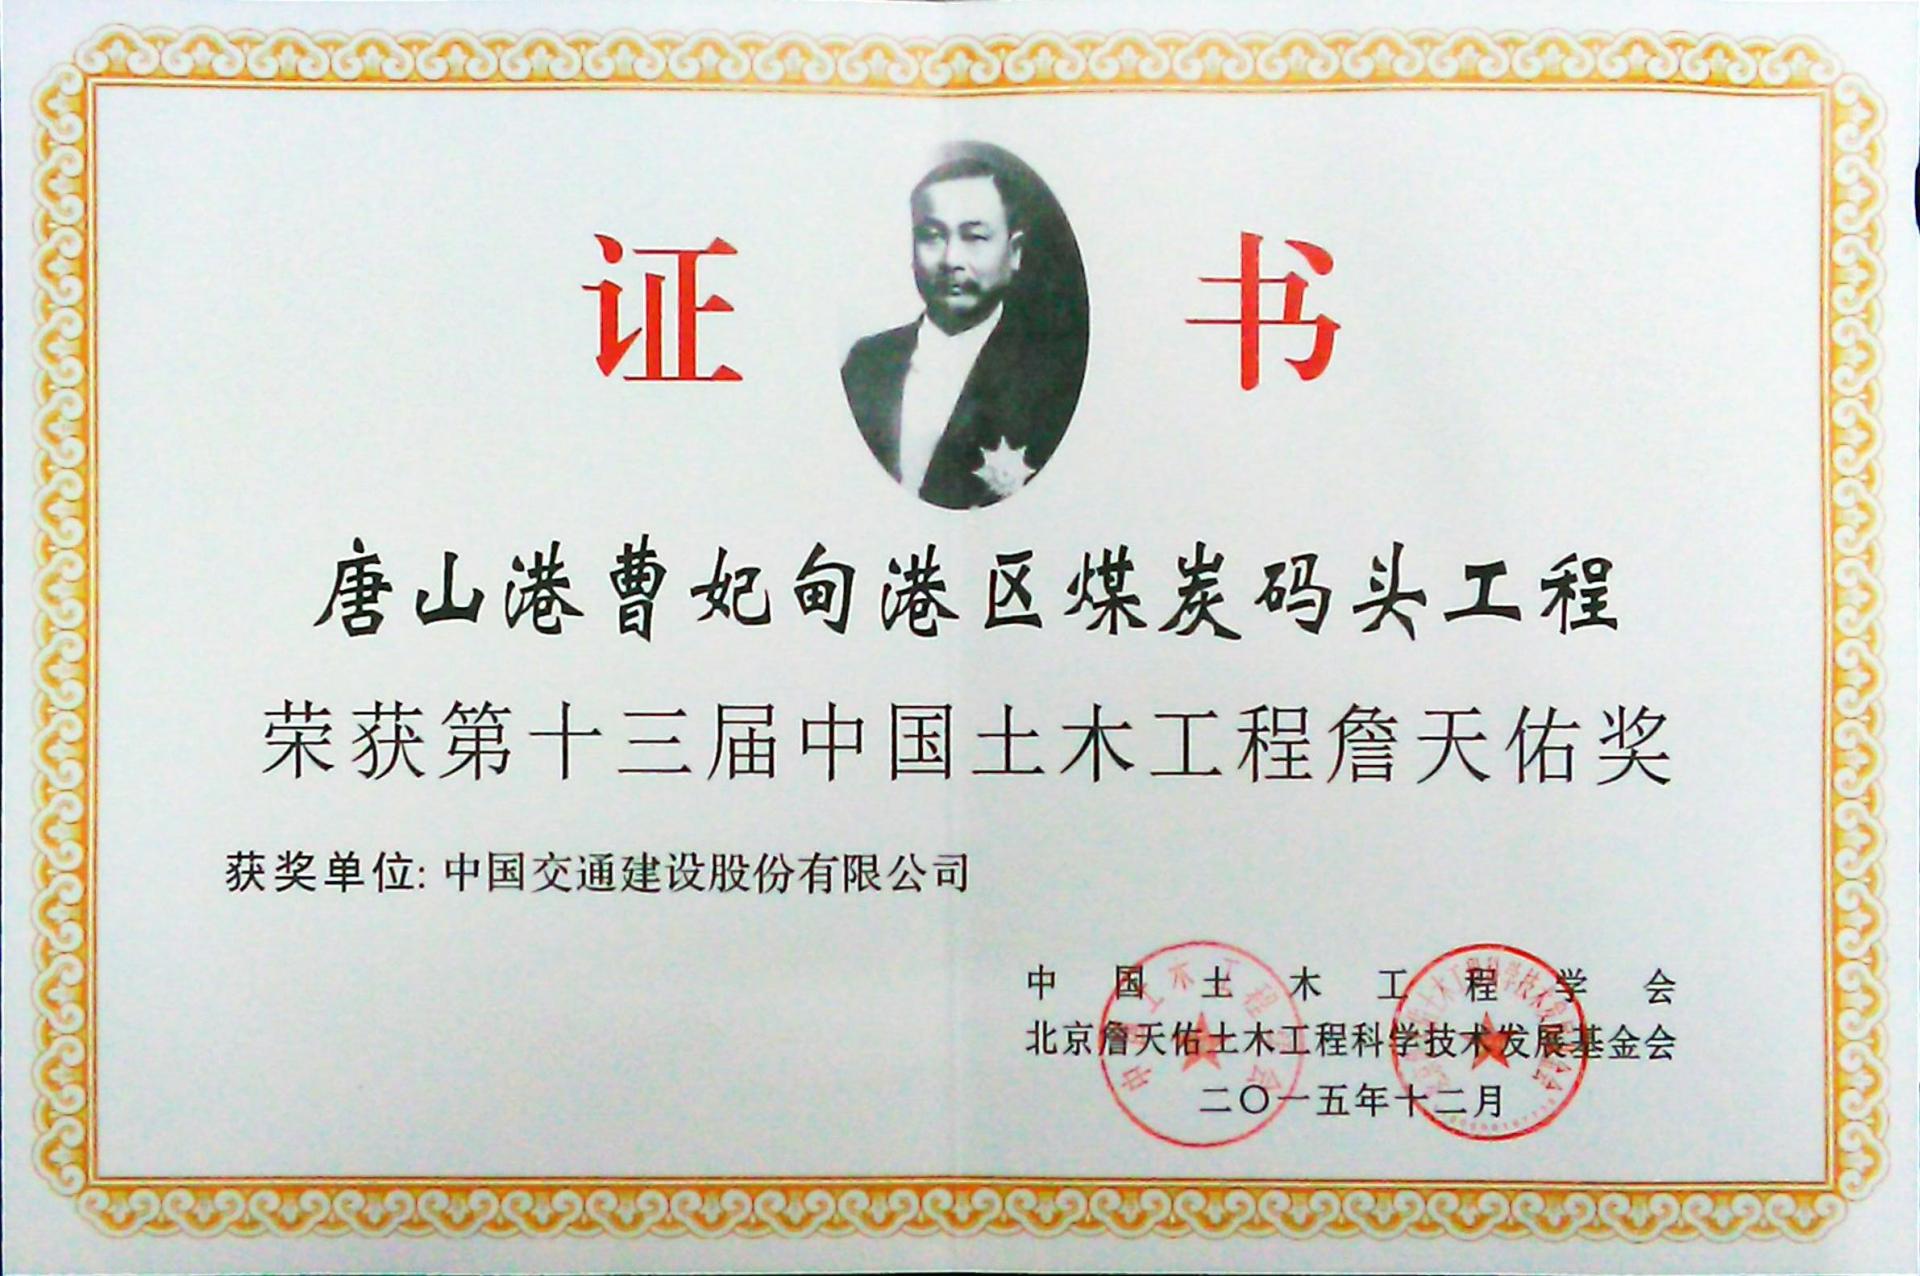 证书
唐山港曹妃甸港区煤炭码头工程
荣获第十三届中国土木工程詹天佑奖
获奖单位: 中国交通建设股份有限公司
中国土木工程学会
北京詹天佑土木工程科学技术发展基金会
二〇一五年十二月